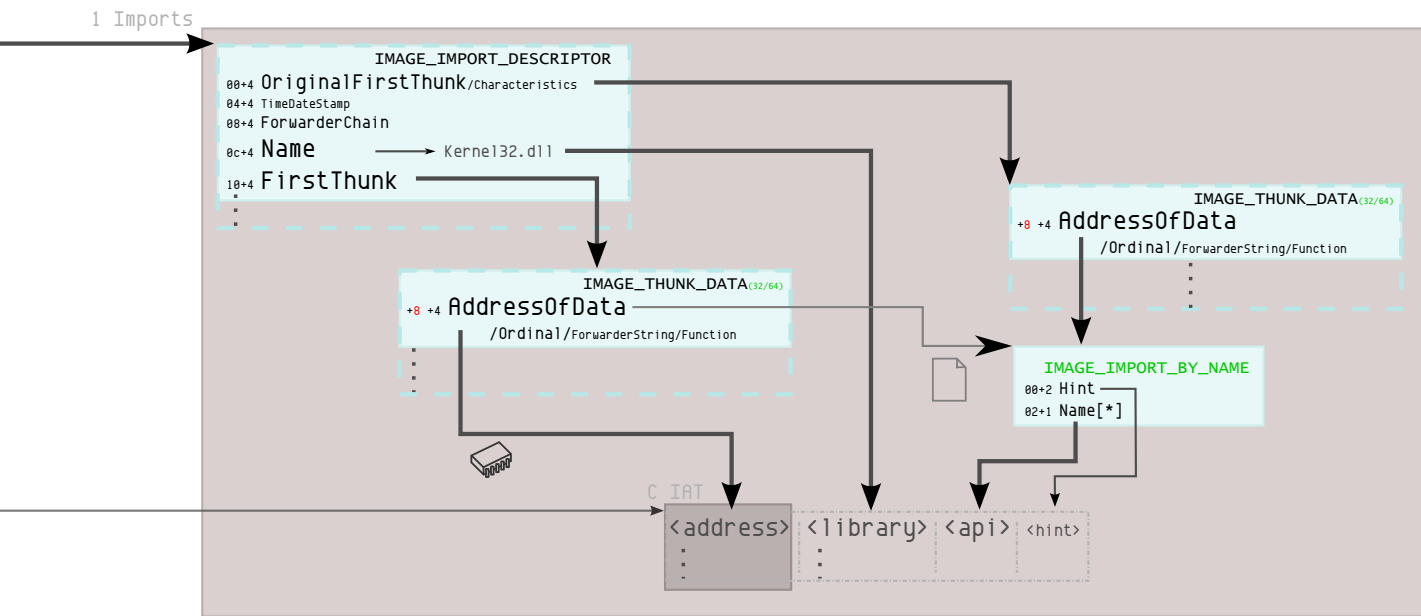 1 Imports
IMAGE_IMPORT_DESCRIPTOR
00+4 OriginalFirstThunk/Characteristics
04+4 TimeDateStamp
08+4 ForwarderChain
0c+4 Name Kernel32.dll
10+4 FirstThunk
IMAGE_THUNK_DATA(32/64)
+8 +4 AddressOfData
/Ordinal/ForwarderString/Function
IMAGE_THUNK_DATA(32/64)
+8 +4 AddressOfData
/Ordinal/ForwarderString/Function
IMAGE_IMPORT_BY_NAME
00+2 Hint
02+1 Name[*]
C IAT
<address> <library> <api> <hint>